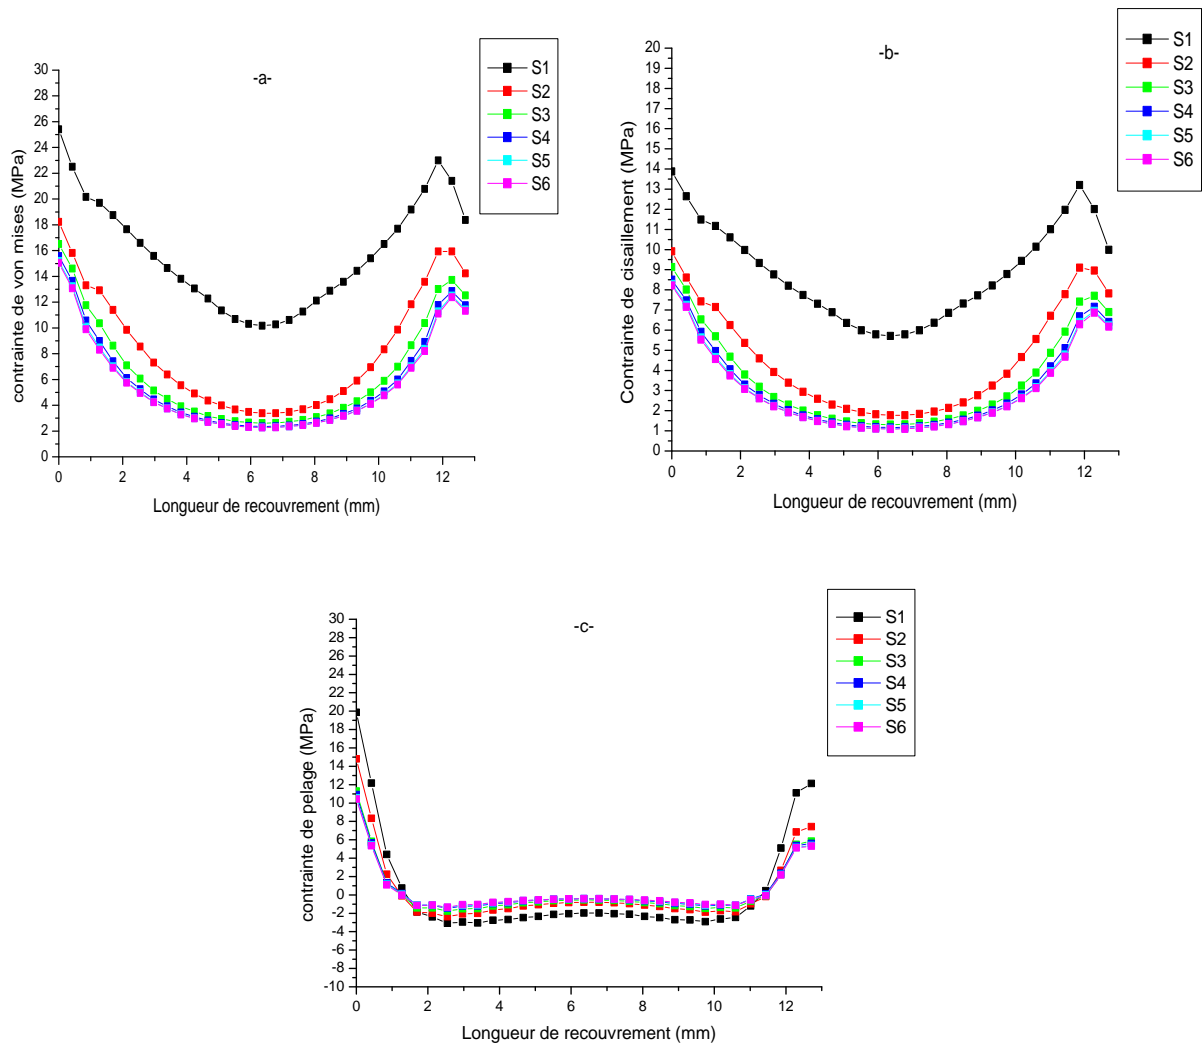 -a-
S1
S2
S3
S4
S5
S6
contrainte de von mises (MPa)
30
28
26
24
22
20
18
16
14
12
10
8
6
4
2
0
0 2 4 6 8 10 12
Longueur de recouvrement (mm)
-b-
S1
S2
S3
S4
S5
S6
Contrainte de cisaillement (MPa)
20
19
18
17
16
15
14
13
12
11
10
9
8
7
6
5
4
3
2
1
0
0 2 4 6 8 10 12
Longueur de recouvrement (mm)
-c-
S1
S2
S3
S4
S5
S6
contrainte de pelage (MPa)
30
28
26
24
22
20
18
16
14
12
10
8
6
4
2
0
-2
-4
-6
-8
-10
0 2 4 6 8 10 12
Longueur de recouvrement (mm)